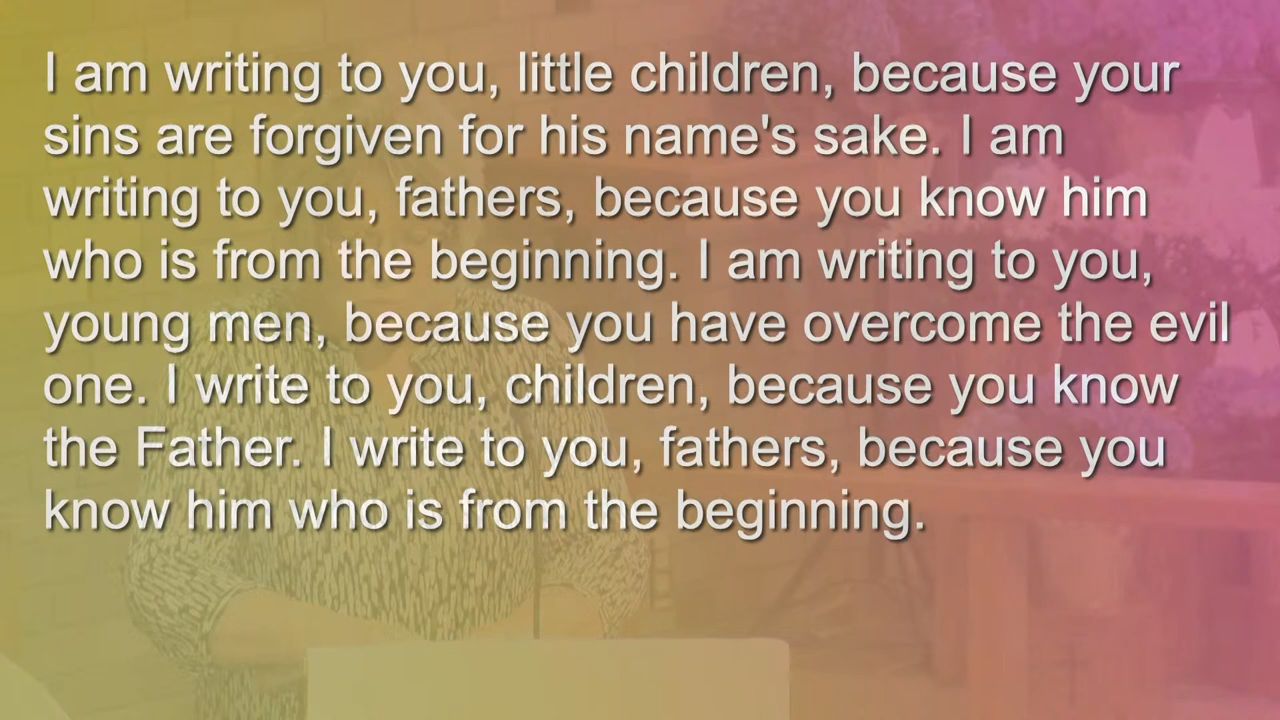 I am writing to you, little children, because your
sins are forgiven for his name's sake. I am
writing to you, fathers, because you know him
who is from the beginning. I am writing to you,
young men, because you have overcome the evil
one. I write to you, children, because you know
the Father. I write to you, fathers, because you
know him who is from the beginning.